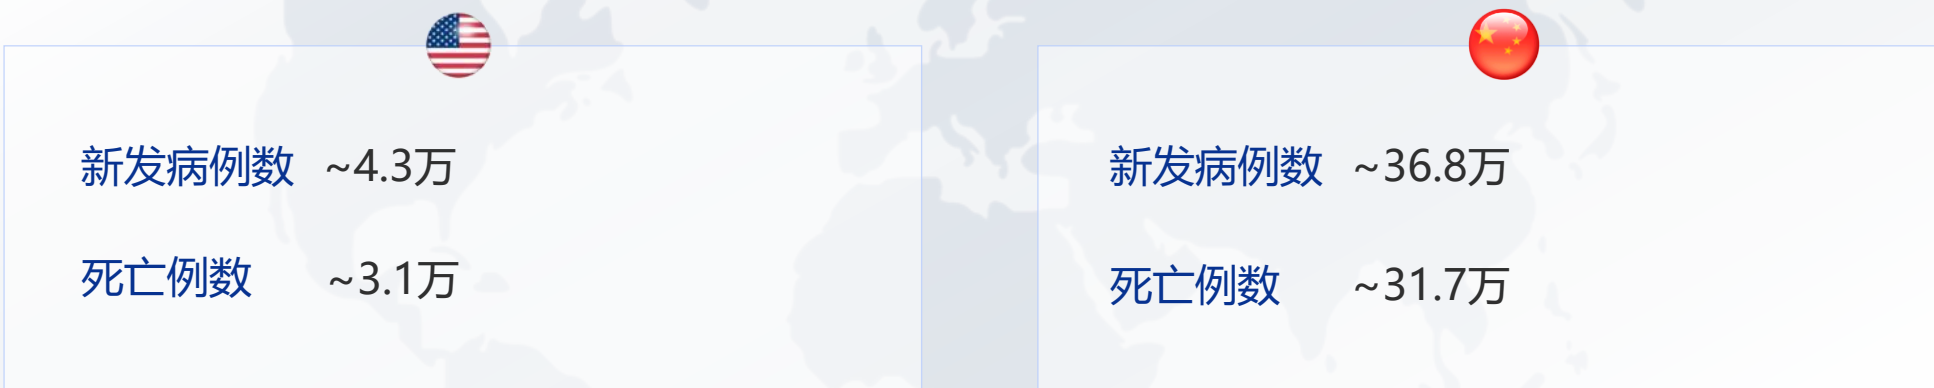 新发病例数 ~4.3万
死亡例数 ~3.1万
新发病例数 ~36.8万
死亡例数 ~31.7万